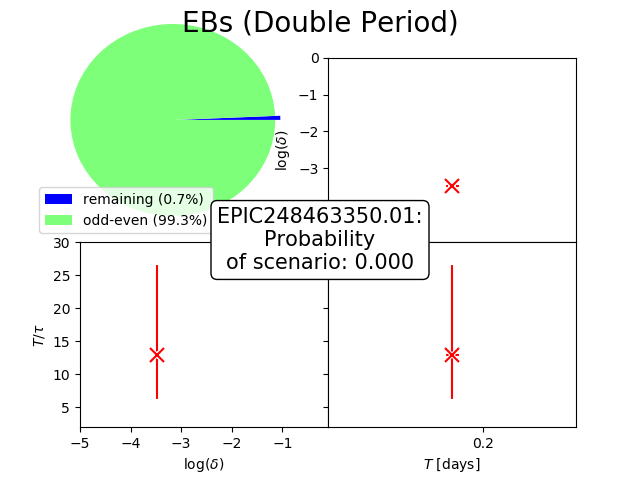 EBs (Double Period)
remaining (0.7%)
odd-even (99.3%)
log(δ)
0
−1
−2
−3
EPIC248463350.01:
Probability
of scenario: 0.000
T/τ
30
25
20
15
10
5
−5
−4
−3
−2
−1
log(δ)
0.2
T [days]